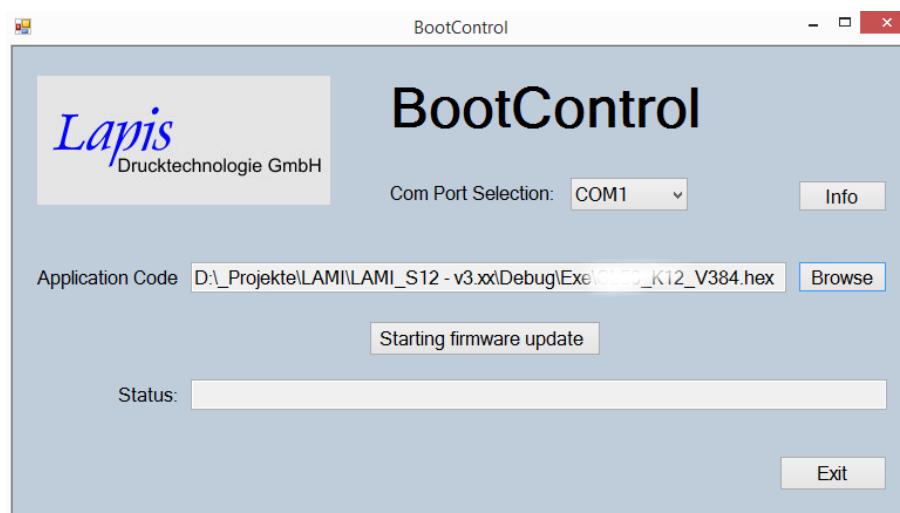 BootControl
Lapis
Drucktechnologie GmbH
BootControl
Com Port Selection: COM1
Info
Application Code D:\_Projekte\LAMI\LAMI_S12 - v3.xx\Debug\Exe\ _K12_V384.hex Browse
Starting firmware update
Status:
Exit